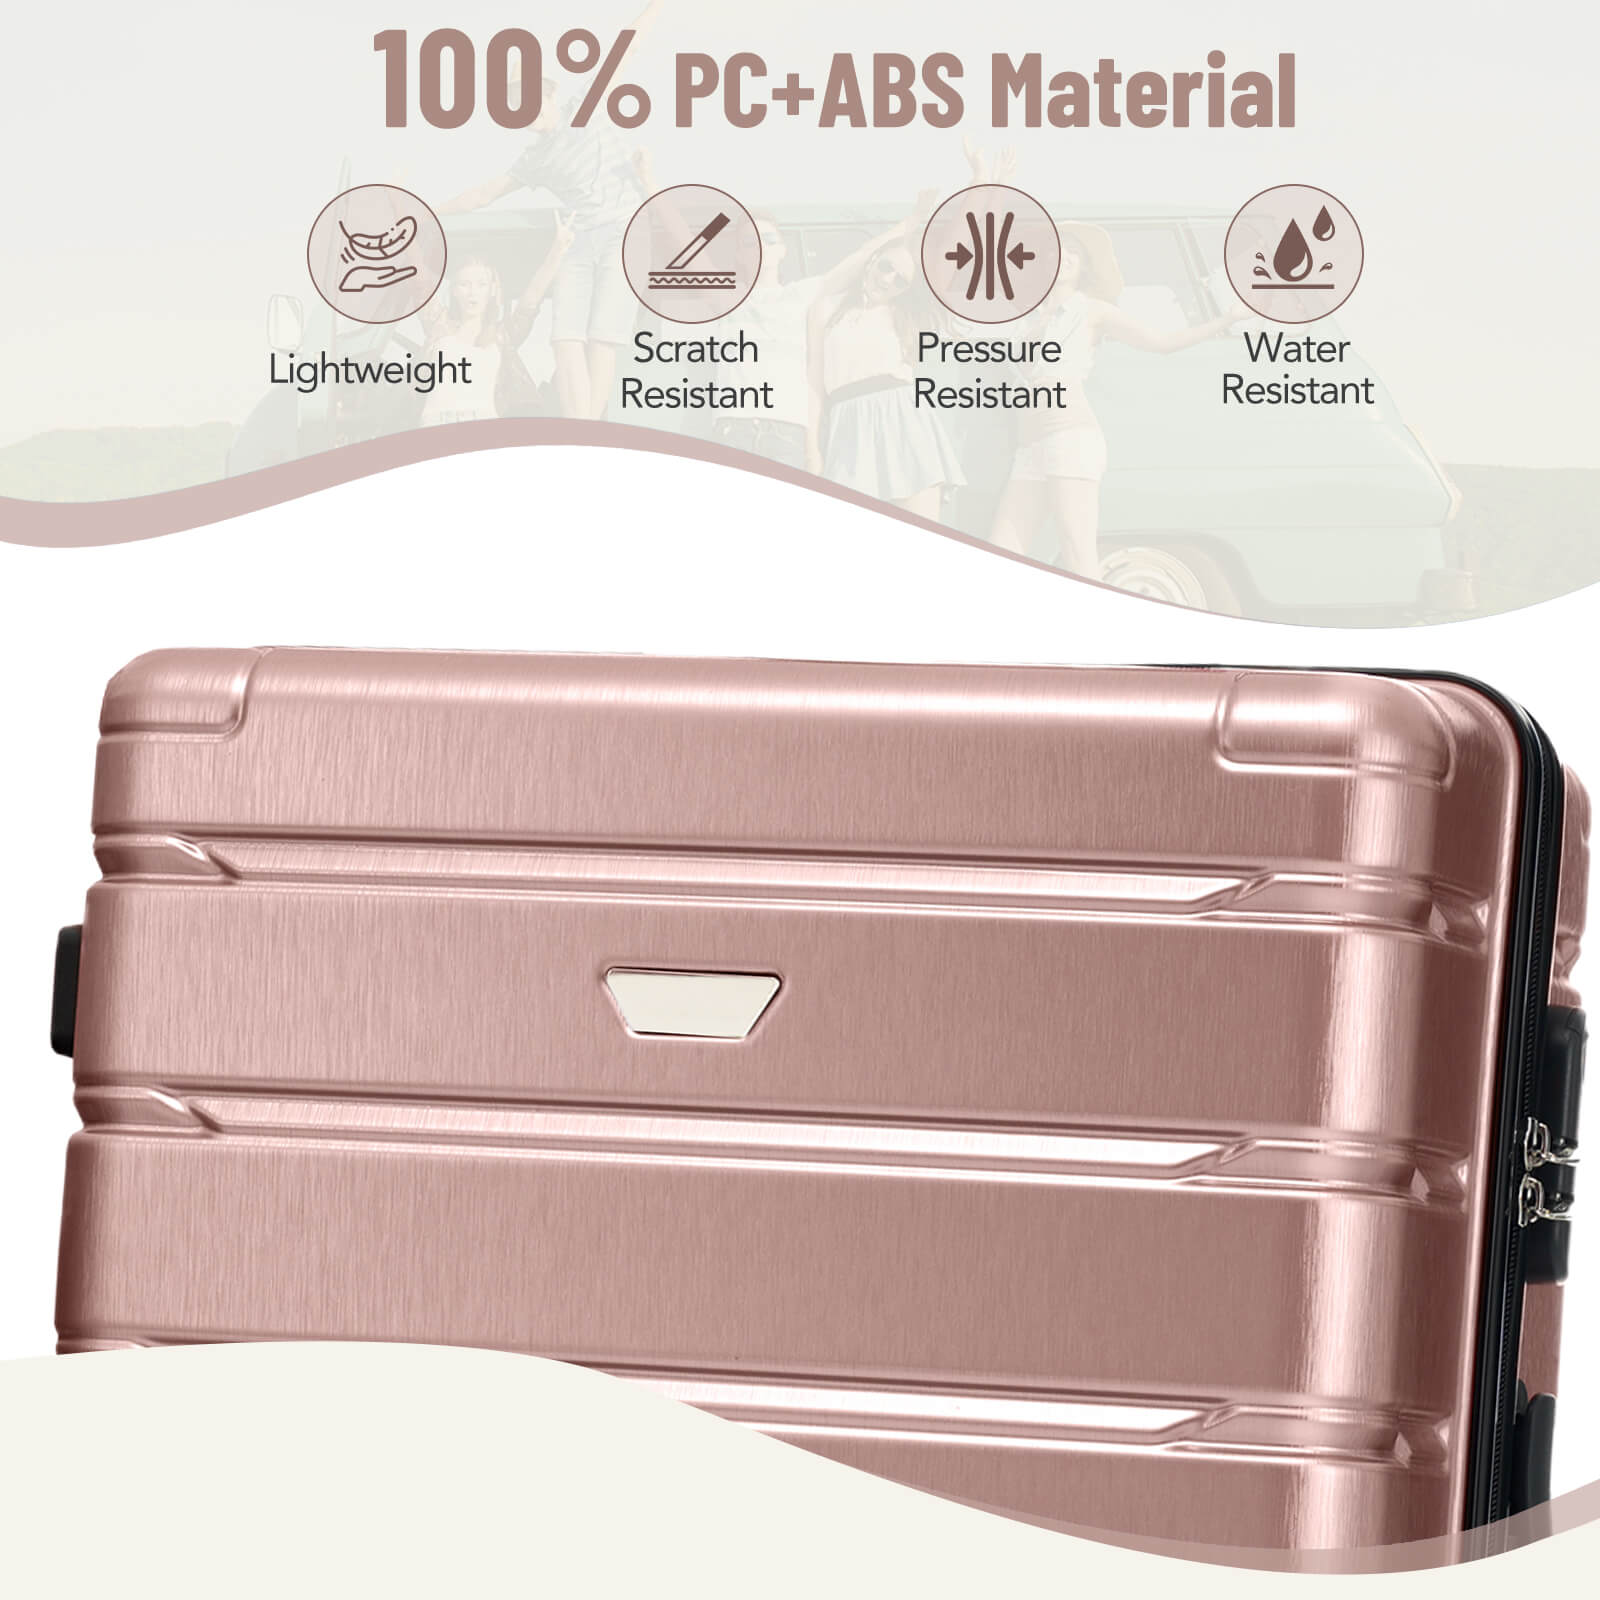 100% PC+ABS Material
Lightweight
Scratch
Resistant
Pressure
Resistant
Water
Resistant